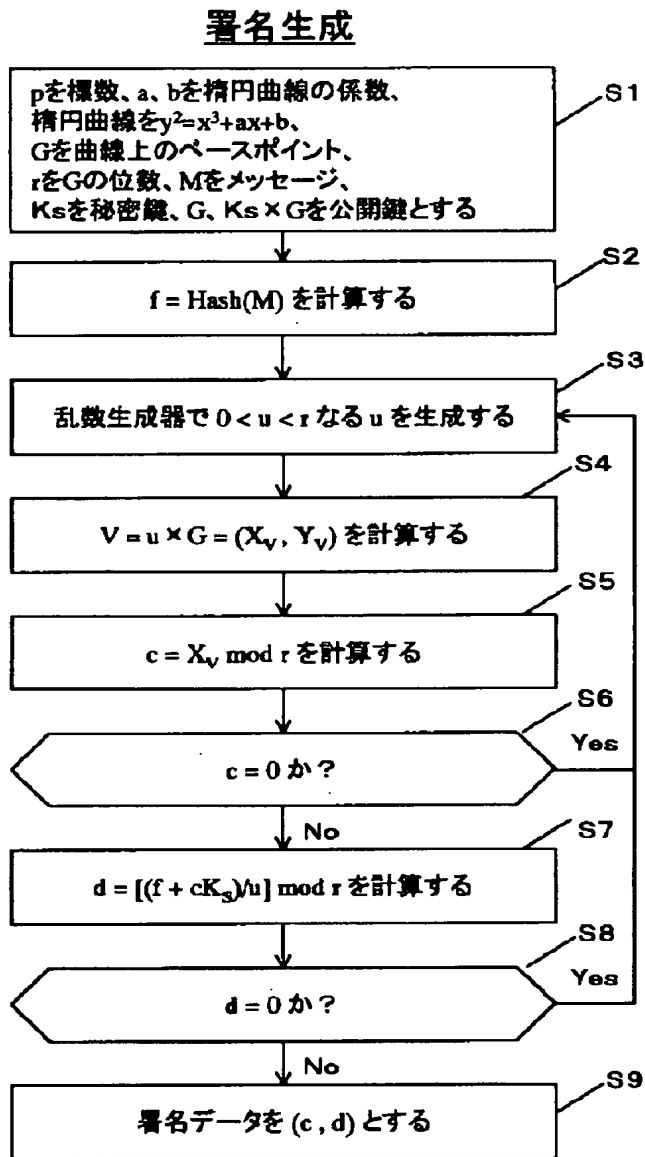 署名生成
S1
pを標数、a、bを楕円曲線の係数、
楕円曲線をy²=x³+ax+b、
Gを曲線上のベースポイント、
rをGの位数、Mをメッセージ、
Ksを秘密鍵、G、Ks×Gを公開鍵とする
S2
f = Hash(M) を計算する
S3
乱数生成器で 0 < u < r なる u を生成する
S4
V = u × G = (X_V , Y_V) を計算する
S5
c = X_V mod r を計算する
S6
c = 0 か?
Yes
No
S7
d = [(f + cK_S)/u] mod r を計算する
S8
d = 0 か?
Yes
No
S9
署名データを (c , d) とする